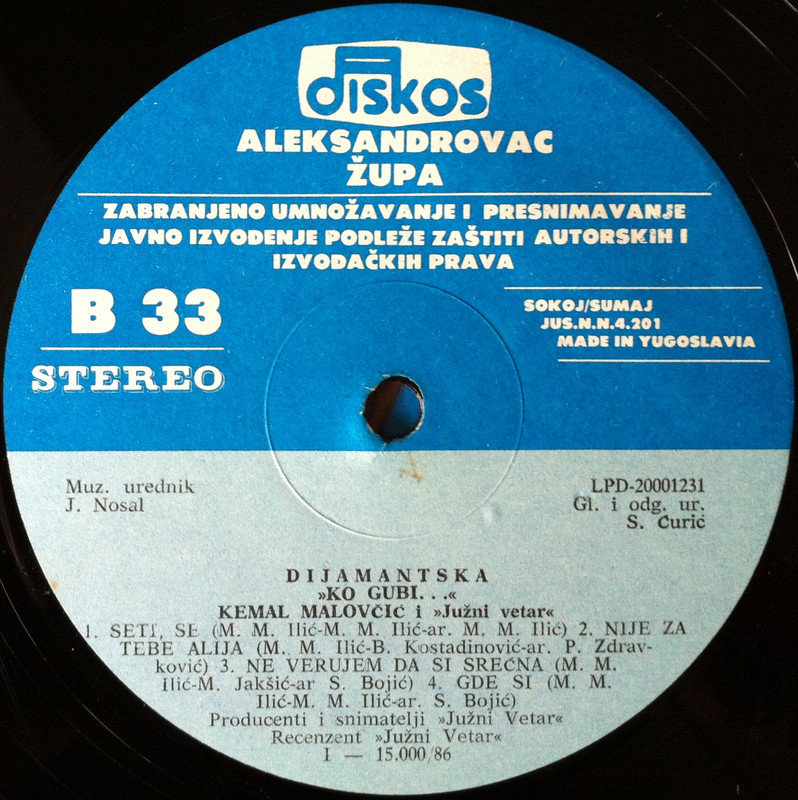 diskos
ALEKSANDROVAC
ŽUPA
ZABRANJENO UMNOŽAVANJE I PRESNIMAVANJE
JAVNO IZVOĐENJE PODLEŽE ZAŠTITI AUTORSKIH I
IZVOĐAČKIH PRAVA
B 33
STEREO
SOKOJ/SUMAJ
JUS.N.N.4.201
MADE IN YUGOSLAVIA
Muz. urednik
J. Nosal
LPD-20001231
Gl. i odg. ur.
S. Ćurić
DIJAMANTSKA
»KO GUBI. . .«
KEMAL MALOVČIĆ i »Južni vetar«
1. SETI, SE (M. M. Ilić-M. M. Ilić-ar. M. M. Ilić) 2. NIJE ZA
TEBE ALIJA (M. M. Ilić-B. Kostadinović-ar. P. Zdrav-
ković) 3. NE VERUJEM DA SI SREĆNA (M. M.
Ilić-M. Jakšić-ar S. Bojić) 4. GDE SI (M. M.
Ilić-M. M. Ilić-ar. S. Bojić)
Producenti i snimatelji »Južni Vetar«
Recenzent »Južni Vetar«
I — 15.000/86